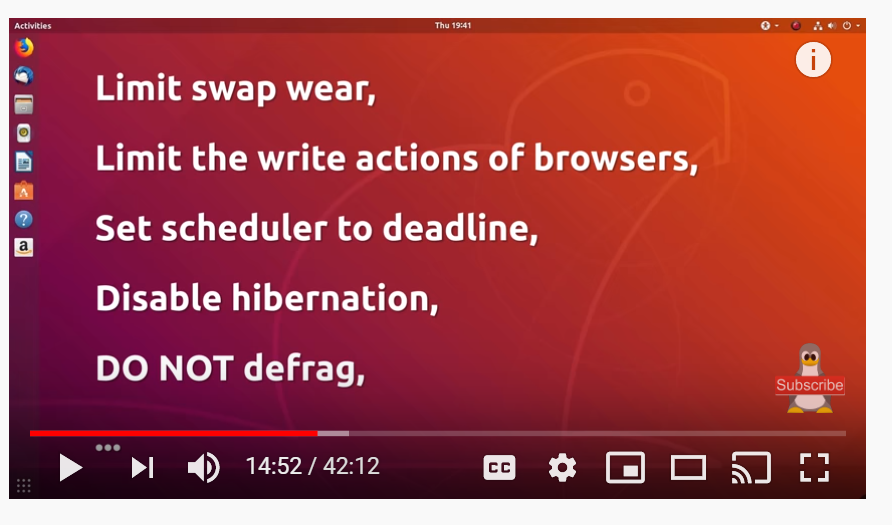 Activities
Thu 19:41
Limit swap wear,
Limit the write actions of browsers,
Set scheduler to deadline,
Disable hibernation,
DO NOT defrag,
Subscribe
14:52 / 42:12
CC